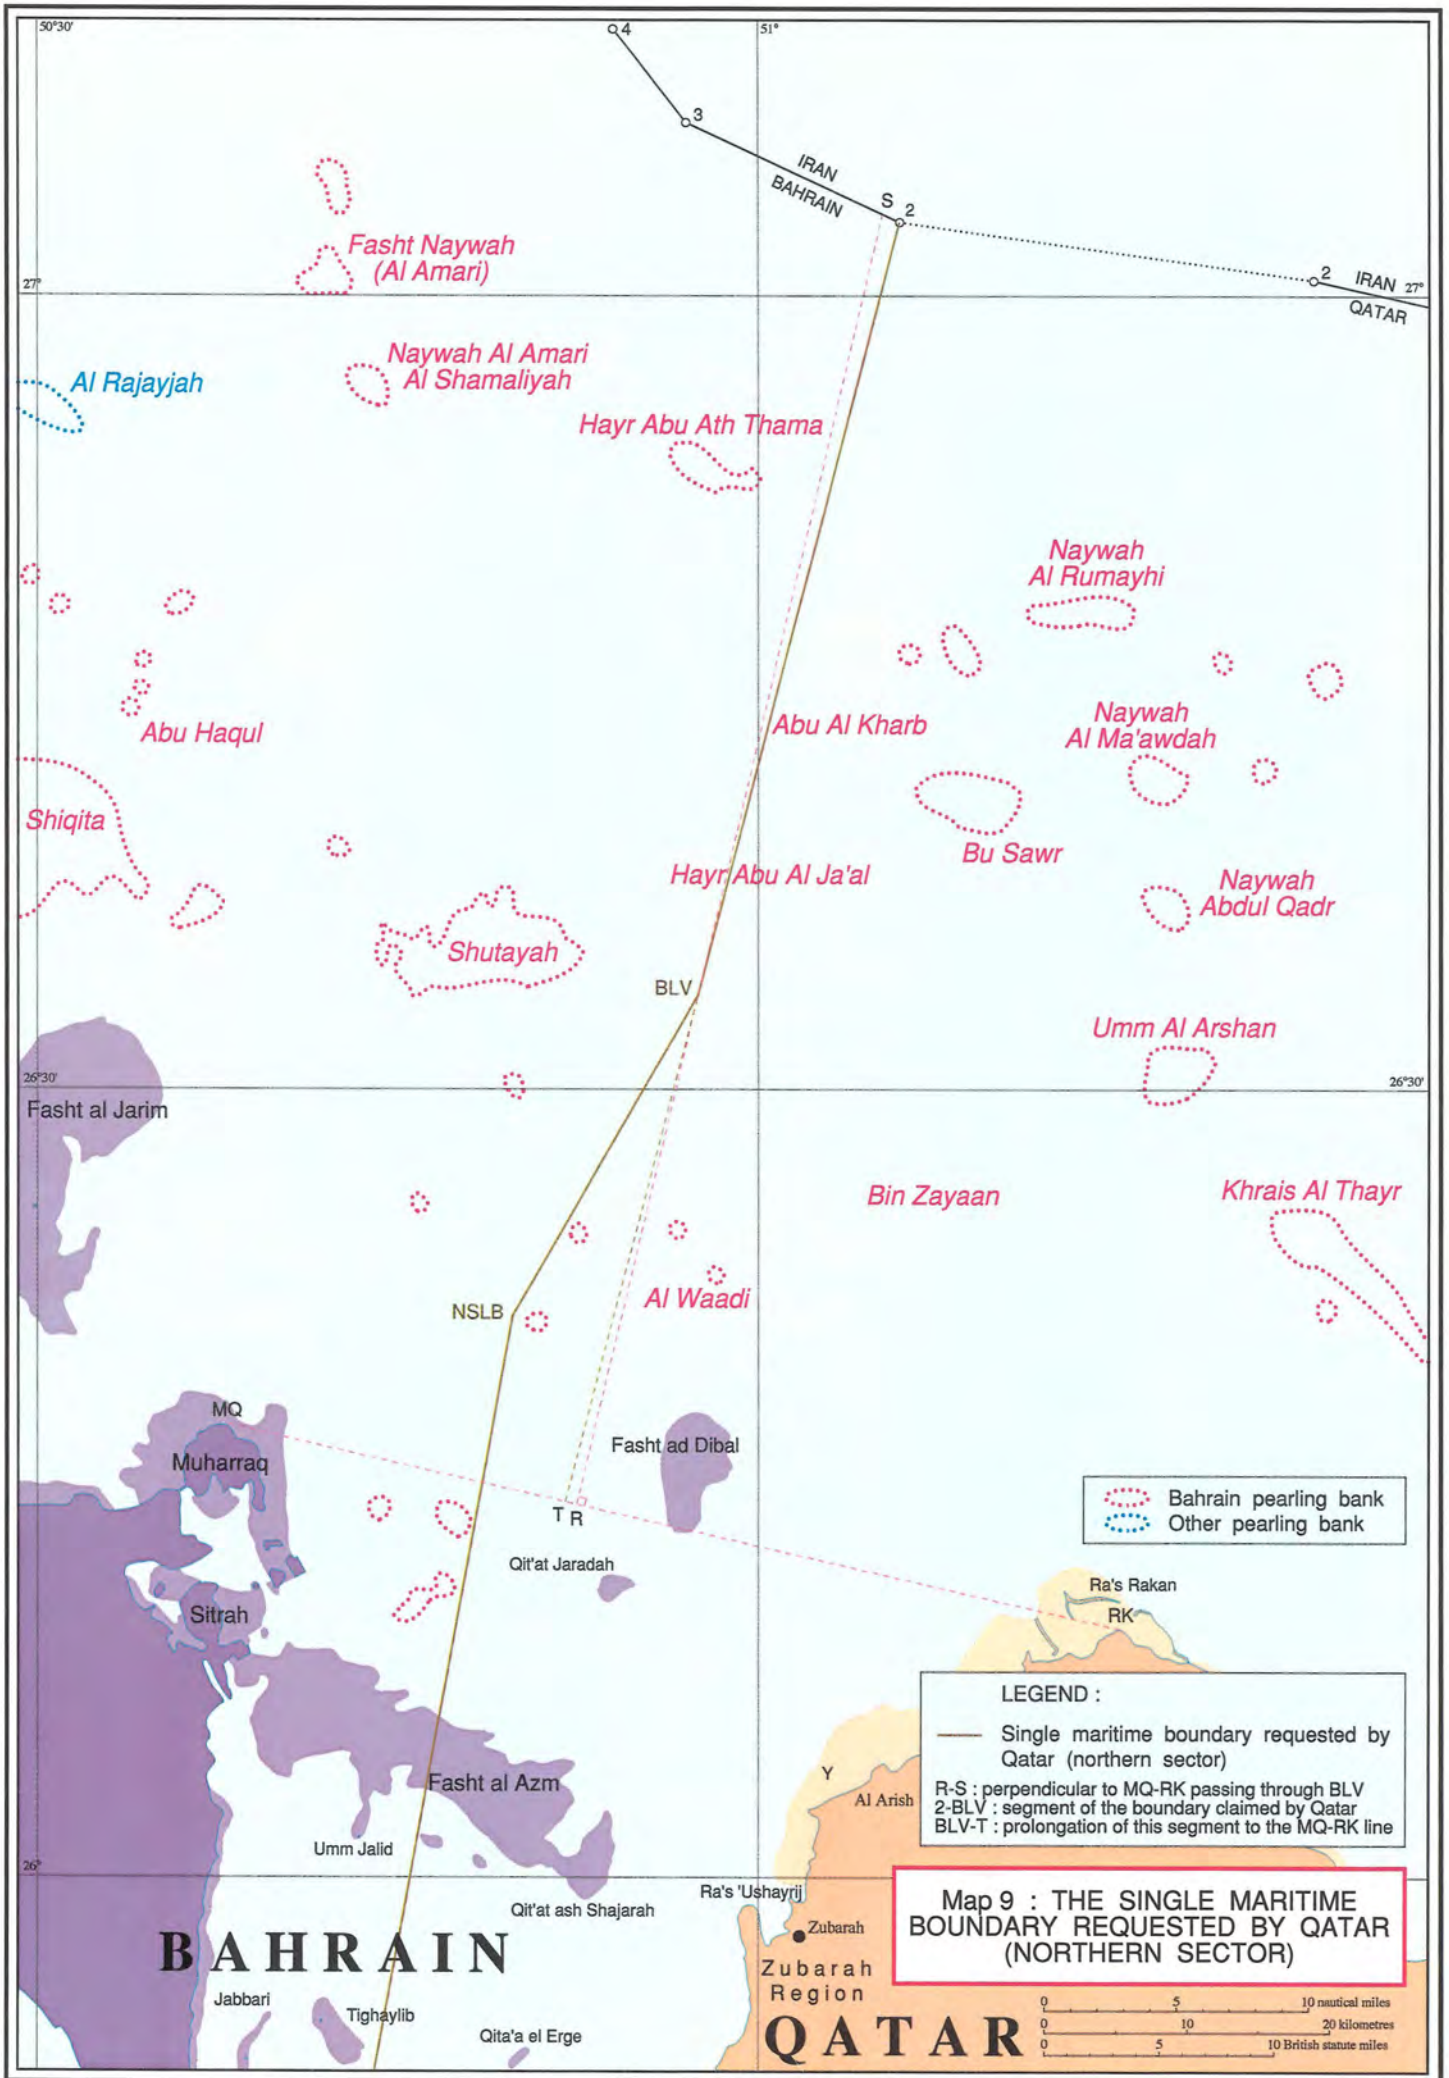 50°30'
4
51°
3
IRAN
BAHRAIN
S
2
Fasht Naywah
(Al Amari)
27°
2
IRAN
27°
QATAR
Naywah Al Amari
Al Shamaliyah
Al Rajayjah
Hayr Abu Ath Thama
Naywah
Al Rumayhi
Abu Haqul
Abu Al Kharb
Naywah
Al Ma'awdah
Shiqita
Bu Sawr
Hayr Abu Al Ja'al
Naywah
Abdul Qadr
Shutayah
BLV
Umm Al Arshan
26°30'
26°30'
Fasht al Jarim
Bin Zayaan
Khrais Al Thayr
Al Waadi
NSLB
MQ
Muharraq
Fasht ad Dibal
T
R
Bahrain pearling bank
Other pearling bank
Qit'at Jaradah
Sitrah
Ra's Rakan
RK
LEGEND :
Single maritime boundary requested by
Qatar (northern sector)
R-S : perpendicular to MQ-RK passing through BLV
2-BLV : segment of the boundary claimed by Qatar
BLV-T : prolongation of this segment to the MQ-RK line
Y
Al Arish
Fasht al Azm
Umm Jalid
26°
Ra's 'Ushayrij
Qit'at ash Shajarah
Zubarah
Map 9 : THE SINGLE MARITIME
BOUNDARY REQUESTED BY QATAR
(NORTHERN SECTOR)
BAHRAIN
Zubarah
Region
Jabbari
Tighaylib
Qita'a el Erge
QATAR
0 5 10 nautical miles
0 10 20 kilometres
0 5 10 British statute miles